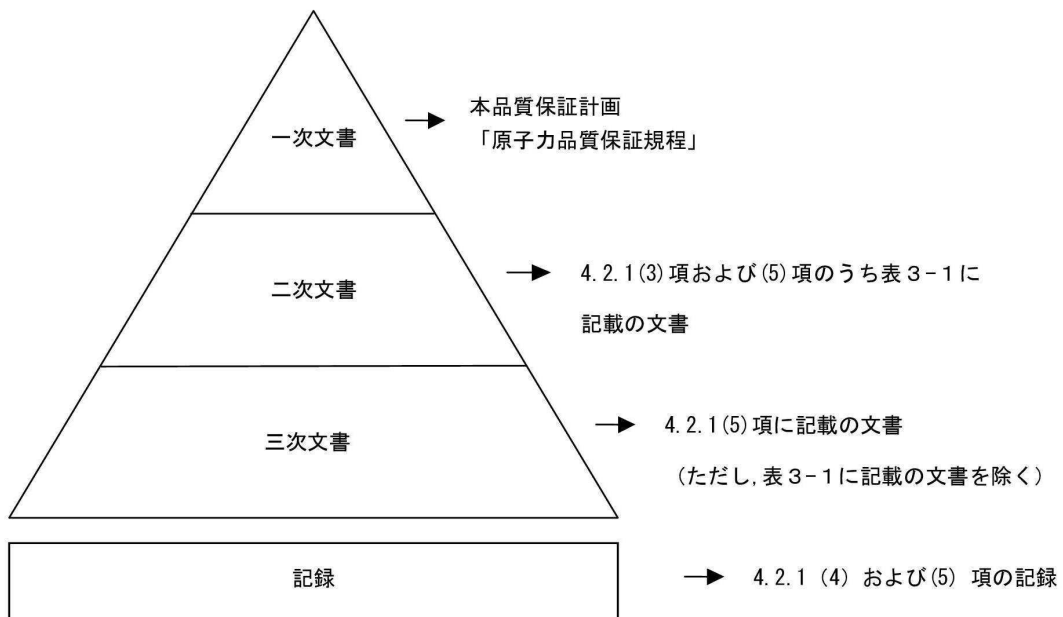 一次文書
本品質保証計画
「原子力品質保証規程」
二次文書
4.2.1(3)項および(5)項のうち表3-1に
記載の文書
三次文書
4.2.1(5)項に記載の文書
(ただし,表3-1に記載の文書を除く)
記録
4.2.1 (4) および(5) 項の記録